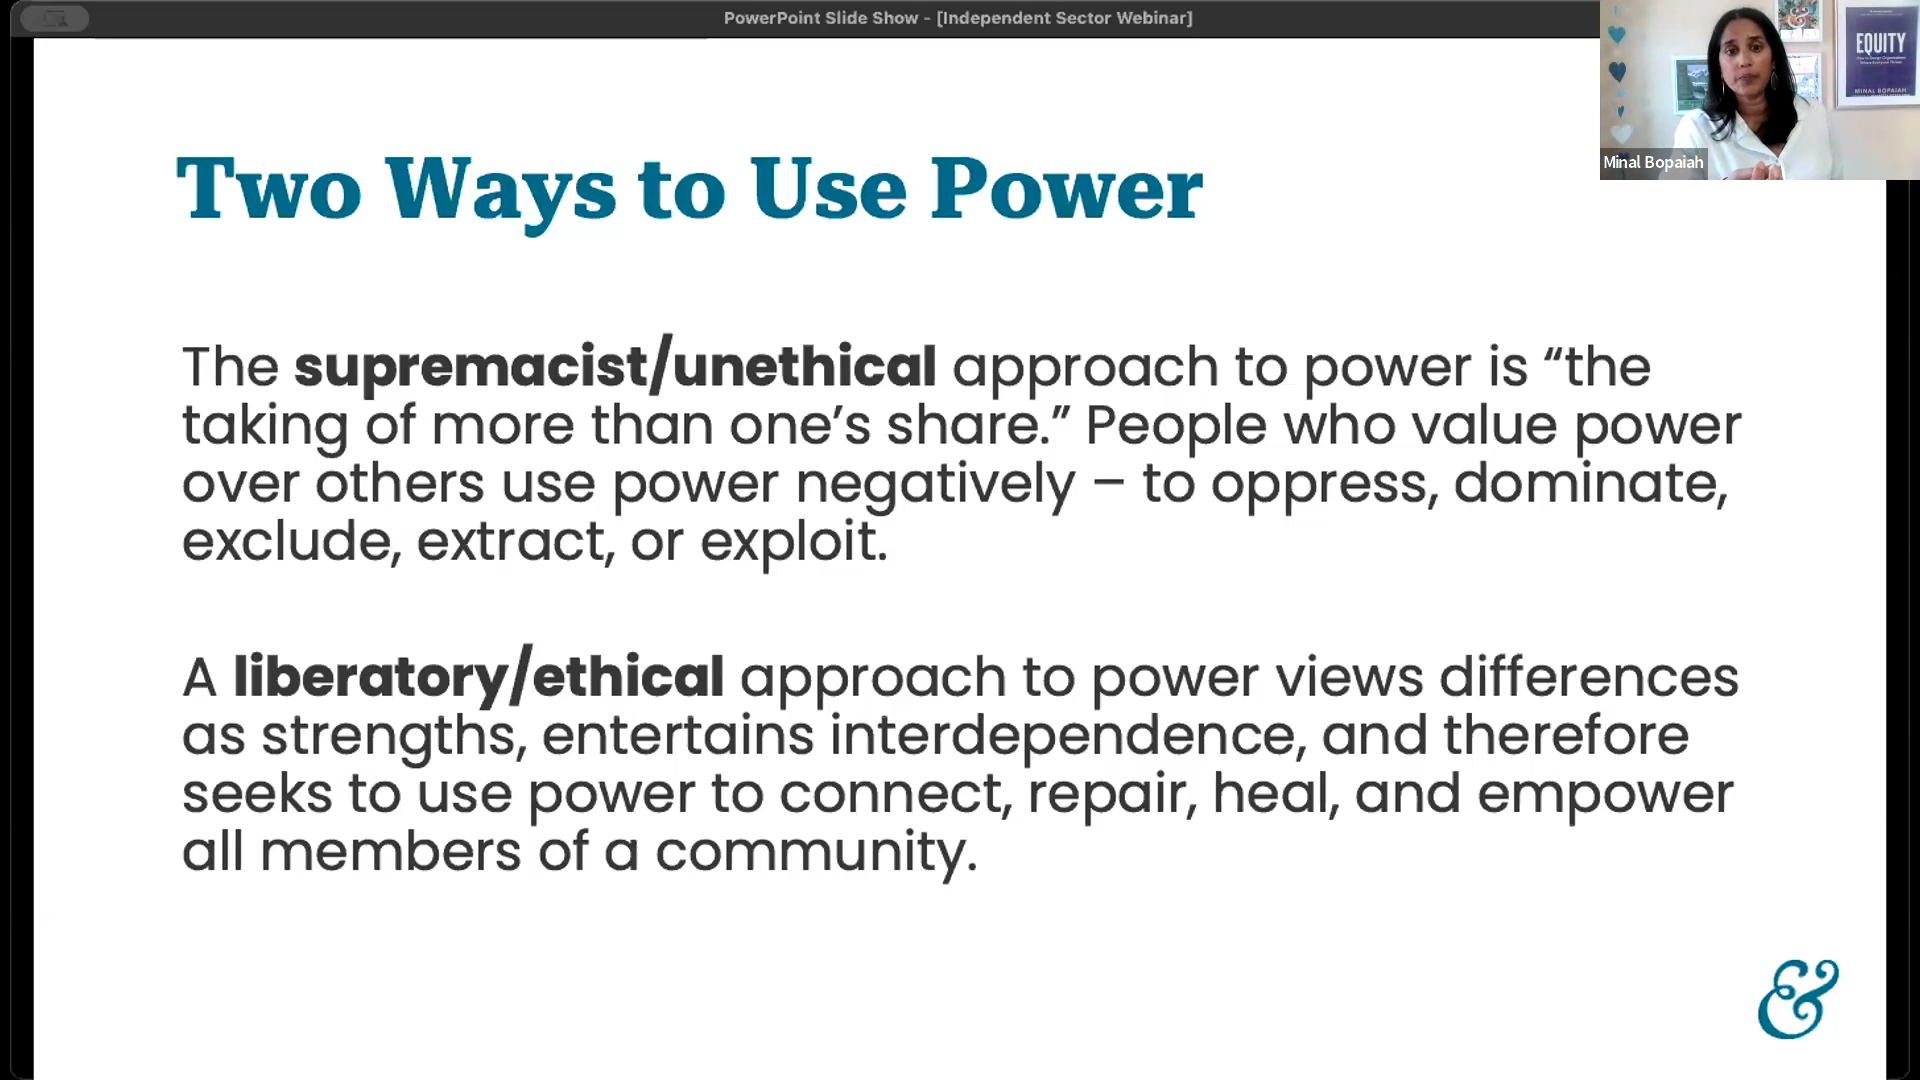 PowerPoint Slide Show - [Independent Sector Webinar]
EQUITY
MINAL BOPAIAH
Minal Bopaiah
Two Ways to Use Power
The supremacist/unethical approach to power is “the
taking of more than one’s share.” People who value power
over others use power negatively – to oppress, dominate,
exclude, extract, or exploit.
A liberatory/ethical approach to power views differences
as strengths, entertains interdependence, and therefore
seeks to use power to connect, repair, heal, and empower
all members of a community.
&